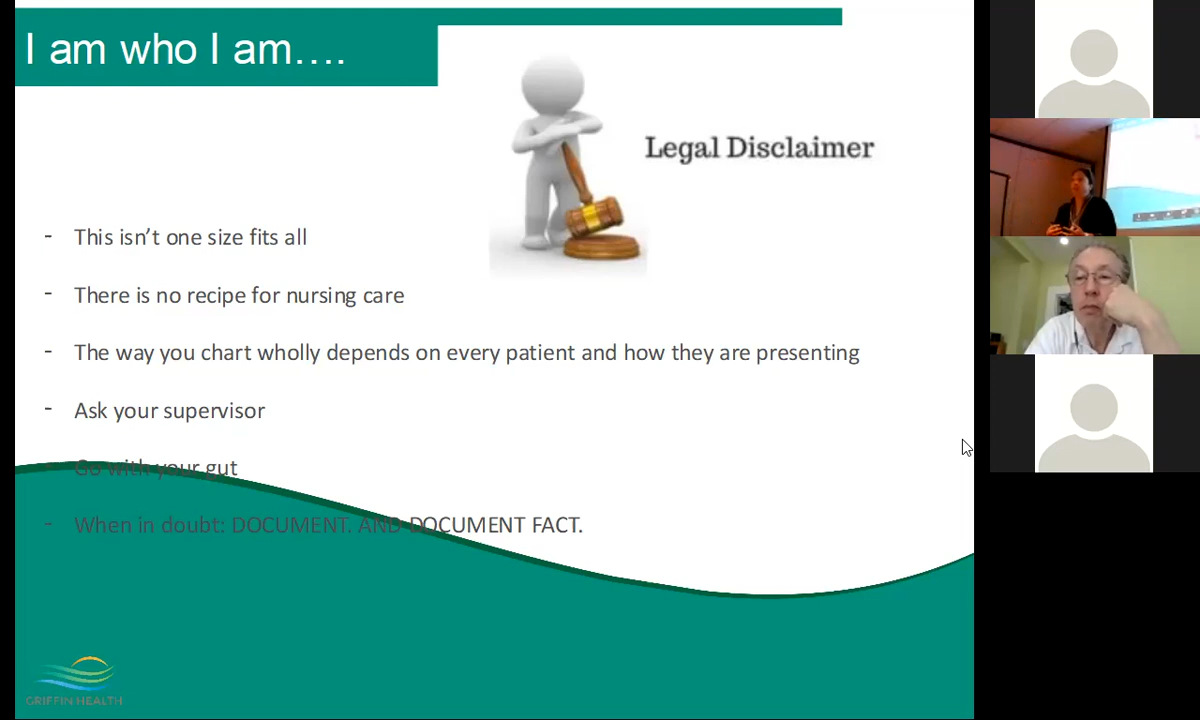 I am who I am….
Legal Disclaimer
- This isn’t one size fits all
- There is no recipe for nursing care
- The way you chart wholly depends on every patient and how they are presenting
- Ask your supervisor
- Go with your gut
- When in doubt: DOCUMENT. AND DOCUMENT FACT.
GRIFFIN HEALTH